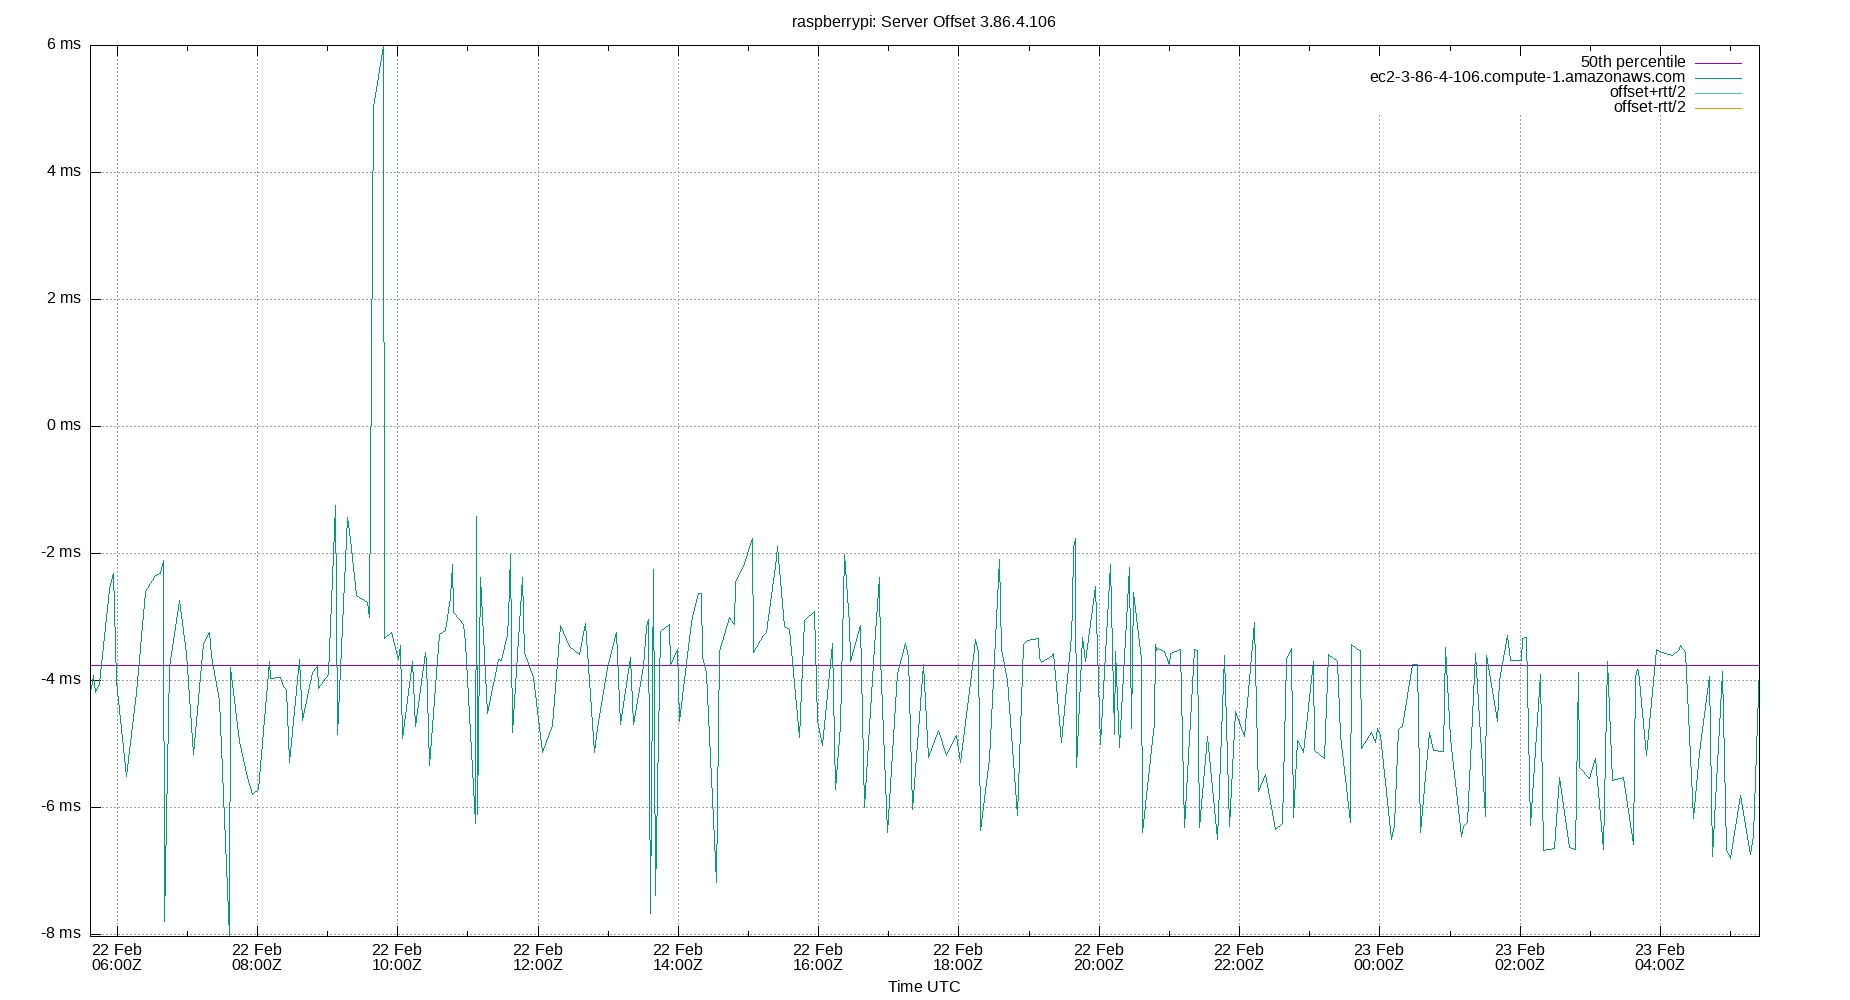 raspberrypi: Server Offset 3.86.4.106
6 ms
4 ms
2 ms
0 ms
-2 ms
-4 ms
-6 ms
-8 ms
50th percentile
ec2-3-86-4-106.compute-1.amazonaws.com
offset+rtt/2
offset-rtt/2
22 Feb 22 Feb 22 Feb 22 Feb 22 Feb 22 Feb 22 Feb 22 Feb 22 Feb 23 Feb 23 Feb 23 Feb
06:00Z 08:00Z 10:00Z 12:00Z 14:00Z 16:00Z 18:00Z 20:00Z 22:00Z 00:00Z 02:00Z 04:00Z
Time UTC